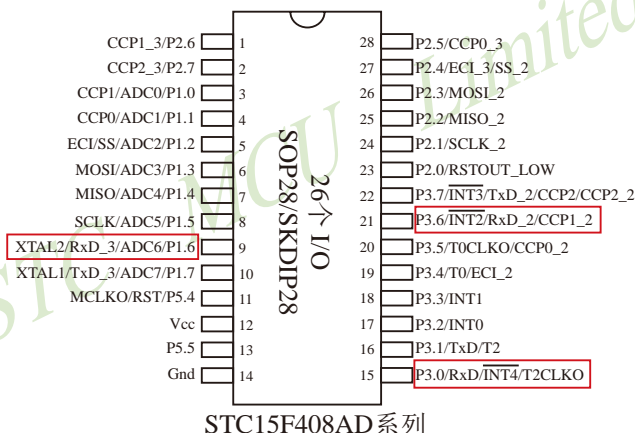 CCP1_3/P2.6 1
CCP2_3/P2.7 2
CCP1/ADC0/P1.0 3
CCP0/ADC1/P1.1 4
ECI/SS/ADC2/P1.2 5
MOSI/ADC3/P1.3 6
MISO/ADC4/P1.4 7
SCLK/ADC5/P1.5 8
XTAL2/RxD_3/ADC6/P1.6 9
XTAL1/TxD_3/ADC7/P1.7 10
MCLKO/RST/P5.4 11
Vcc 12
P5.5 13
Gnd 14
26个 I/O
SOP28/SKDIP28
28 P2.5/CCP0_3
27 P2.4/ECI_3/SS_2
26 P2.3/MOSI_2
25 P2.2/MISO_2
24 P2.1/SCLK_2
23 P2.0/RSTOUT_LOW
22 P3.7/INT3/TxD_2/CCP2/CCP2_2
21 P3.6/INT2/RxD_2/CCP1_2
20 P3.5/T0CLKO/CCP0_2
19 P3.4/T0/ECI_2
18 P3.3/INT1
17 P3.2/INT0
16 P3.1/TxD/T2
15 P3.0/RxD/INT4/T2CLKO
STC15F408AD系列
STC MCU Limited